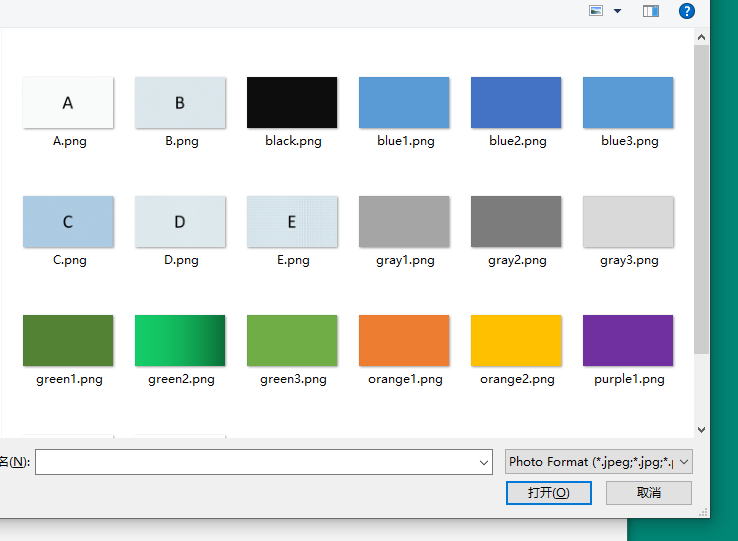 ?
A B
A.png B.png black.png blue1.png blue2.png blue3.png
C D E
C.png D.png E.png gray1.png gray2.png gray3.png
green1.png green2.png green3.png orange1.png orange2.png purple1.png
名(N): Photo Format (*.jpeg;*.jpg;*.
打开(O) 取消